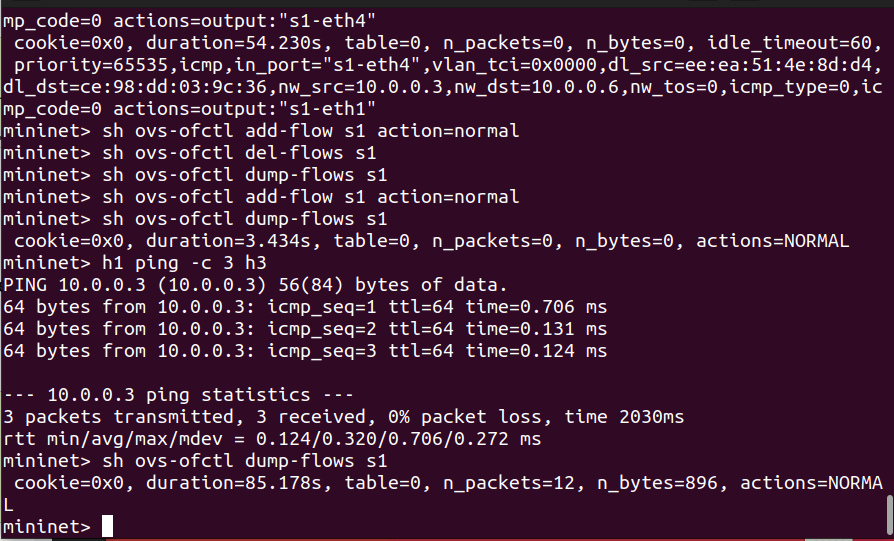 mp_code=0 actions=output:"s1-eth4"
cookie=0x0, duration=54.230s, table=0, n_packets=0, n_bytes=0, idle_timeout=60,
priority=65535,icmp,in_port="s1-eth4",vlan_tci=0x0000,dl_src=ee:ea:51:4e:8d:d4,
dl_dst=ce:98:dd:03:9c:36,nw_src=10.0.0.3,nw_dst=10.0.0.6,nw_tos=0,icmp_type=0,ic
mp_code=0 actions=output:"s1-eth1"
mininet> sh ovs-ofctl add-flow s1 action=normal
mininet> sh ovs-ofctl del-flows s1
mininet> sh ovs-ofctl dump-flows s1
mininet> sh ovs-ofctl add-flow s1 action=normal
mininet> sh ovs-ofctl dump-flows s1
cookie=0x0, duration=3.434s, table=0, n_packets=0, n_bytes=0, actions=NORMAL
mininet> h1 ping -c 3 h3
PING 10.0.0.3 (10.0.0.3) 56(84) bytes of data.
64 bytes from 10.0.0.3: icmp_seq=1 ttl=64 time=0.706 ms
64 bytes from 10.0.0.3: icmp_seq=2 ttl=64 time=0.131 ms
64 bytes from 10.0.0.3: icmp_seq=3 ttl=64 time=0.124 ms
--- 10.0.0.3 ping statistics ---
3 packets transmitted, 3 received, 0% packet loss, time 2030ms
rtt min/avg/max/mdev = 0.124/0.320/0.706/0.272 ms
mininet> sh ovs-ofctl dump-flows s1
cookie=0x0, duration=85.178s, table=0, n_packets=12, n_bytes=896, actions=NORMA
L
mininet>